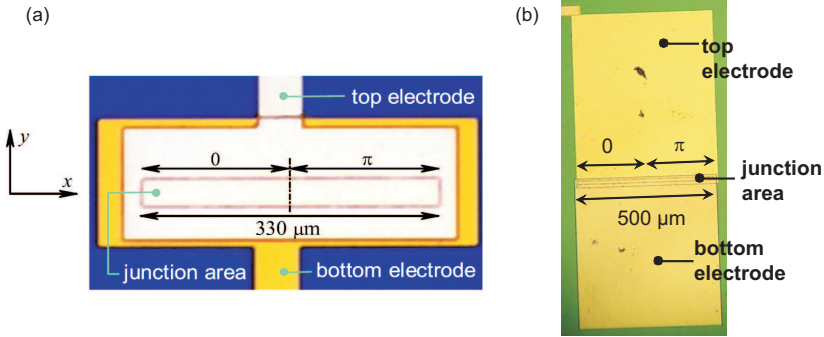 (a)
top electrode
y
x
0
π
330 μm
junction area
bottom electrode
(b)
top
electrode
0
π
junction
area
500 μm
bottom
electrode